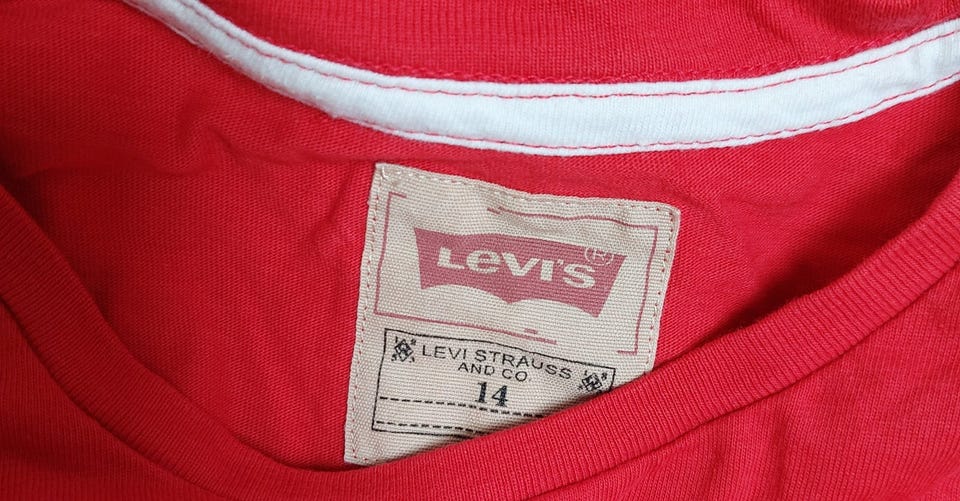 Levi's ®
LEVI STRAUSS
AND CO
14